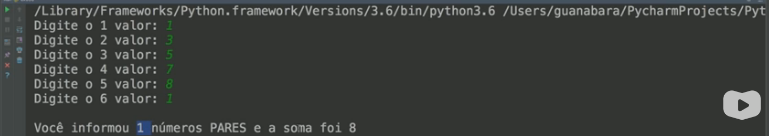 /Library/Frameworks/Python.framework/Versions/3.6/bin/python3.6 /Users/guanabara/PycharmProjects/Pyt
Digite o 1 valor: 1
Digite o 2 valor: 3
Digite o 3 valor: 5
Digite o 4 valor: 7
Digite o 5 valor: 8
Digite o 6 valor: 1
Você informou 1 números PARES e a soma foi 8